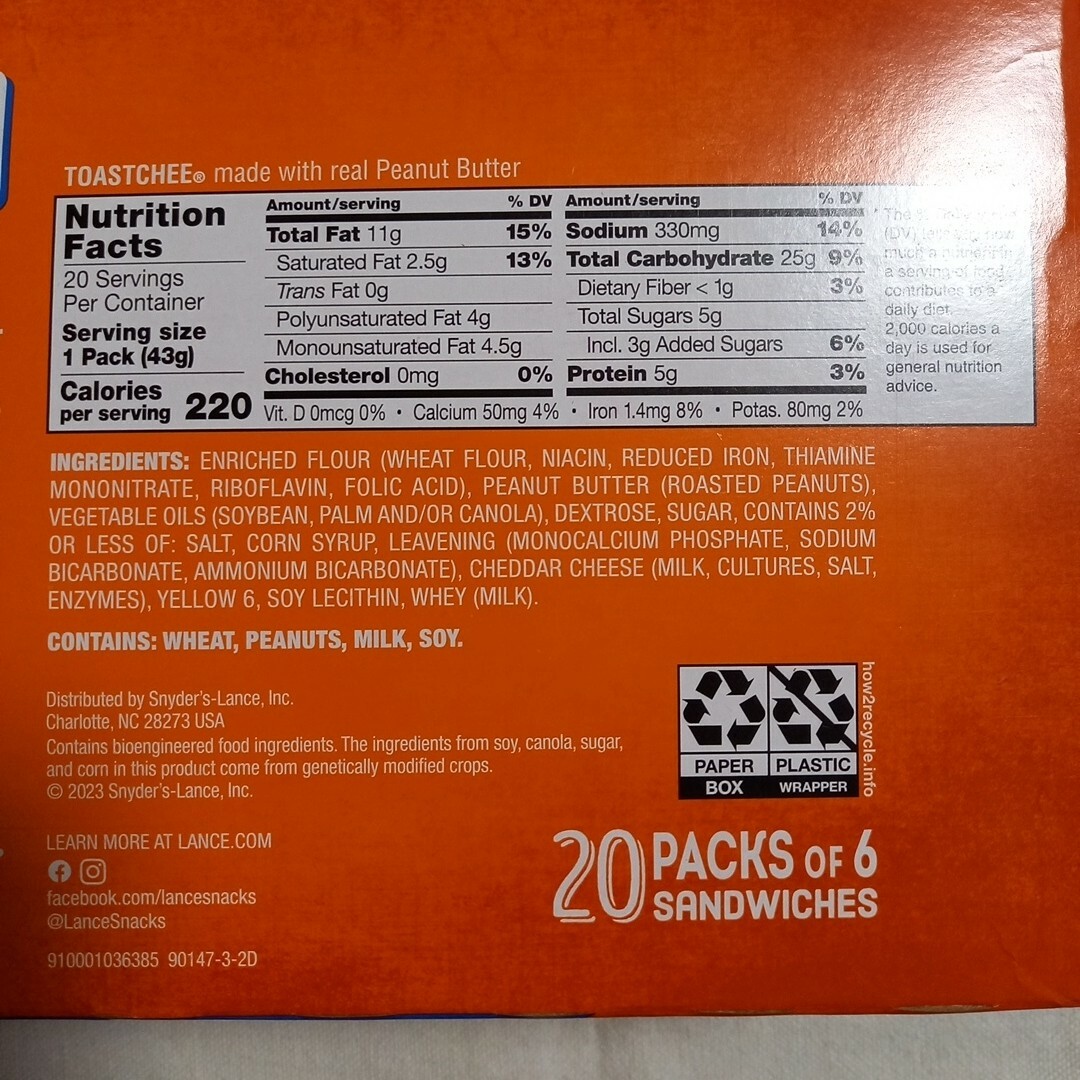 TOASTCHEE® made with real Peanut Butter
Nutrition
Facts
20 Servings
Per Container
Serving size
1 Pack (43g)
Calories
per serving 220
Amount/serving % DV
Total Fat 11g 15%
Saturated Fat 2.5g 13%
Trans Fat 0g
Polyunsaturated Fat 4g
Monounsaturated Fat 4.5g
Cholesterol 0mg 0%
Amount/serving % DV
Sodium 330mg 14%
Total Carbohydrate 25g 9%
Dietary Fiber < 1g 3%
Total Sugars 5g
Incl. 3g Added Sugars 6%
Protein 5g 3%
Vit. D 0mcg 0% • Calcium 50mg 4% • Iron 1.4mg 8% • Potas. 80mg 2%
* The %
(DV) how
much a
a serving of
contributes to a
daily diet.
2,000 calories a
day is used for
general nutrition
advice.
INGREDIENTS: ENRICHED FLOUR (WHEAT FLOUR, NIACIN, REDUCED IRON, THIAMINE
MONONITRATE, RIBOFLAVIN, FOLIC ACID), PEANUT BUTTER (ROASTED PEANUTS),
VEGETABLE OILS (SOYBEAN, PALM AND/OR CANOLA), DEXTROSE, SUGAR, CONTAINS 2%
OR LESS OF: SALT, CORN SYRUP, LEAVENING (MONOCALCIUM PHOSPHATE, SODIUM
BICARBONATE, AMMONIUM BICARBONATE), CHEDDAR CHEESE (MILK, CULTURES, SALT,
ENZYMES), YELLOW 6, SOY LECITHIN, WHEY (MILK).
CONTAINS: WHEAT, PEANUTS, MILK, SOY.
Distributed by Snyder's-Lance, Inc.
Charlotte, NC 28273 USA
Contains bioengineered food ingredients. The ingredients from soy, canola, sugar,
and corn in this product come from genetically modified crops.
© 2023 Snyder's-Lance, Inc.
PAPER
BOX
PLASTIC
WRAPPER
how2recycle.info
LEARN MORE AT LANCE.COM
facebook.com/lancesnacks
@LanceSnacks
910001036385 90147-3-2D
20 PACKS OF 6
SANDWICHES